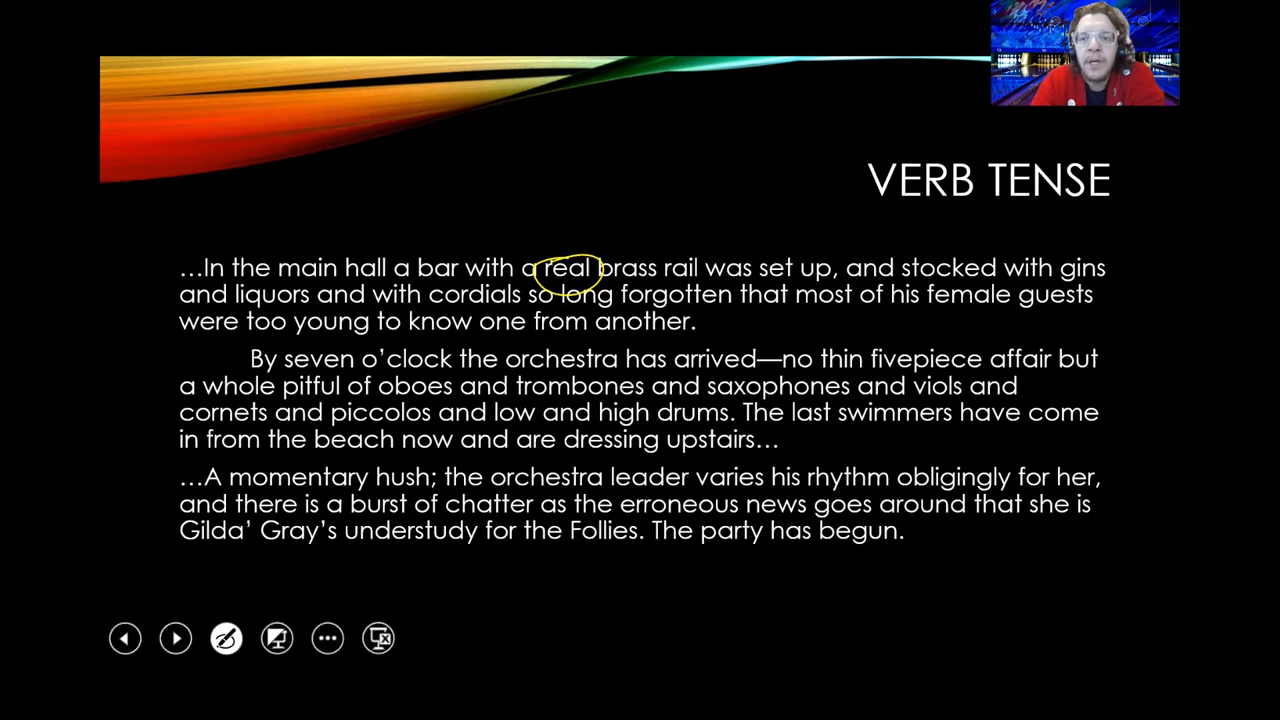 VERB TENSE
…In the main hall a bar with a real brass rail was set up, and stocked with gins
and liquors and with cordials so long forgotten that most of his female guests
were too young to know one from another.
By seven o’clock the orchestra has arrived—no thin fivepiece affair but
a whole pitful of oboes and trombones and saxophones and viols and
cornets and piccolos and low and high drums. The last swimmers have come
in from the beach now and are dressing upstairs…
…A momentary hush; the orchestra leader varies his rhythm obligingly for her,
and there is a burst of chatter as the erroneous news goes around that she is
Gilda’ Gray’s understudy for the Follies. The party has begun.